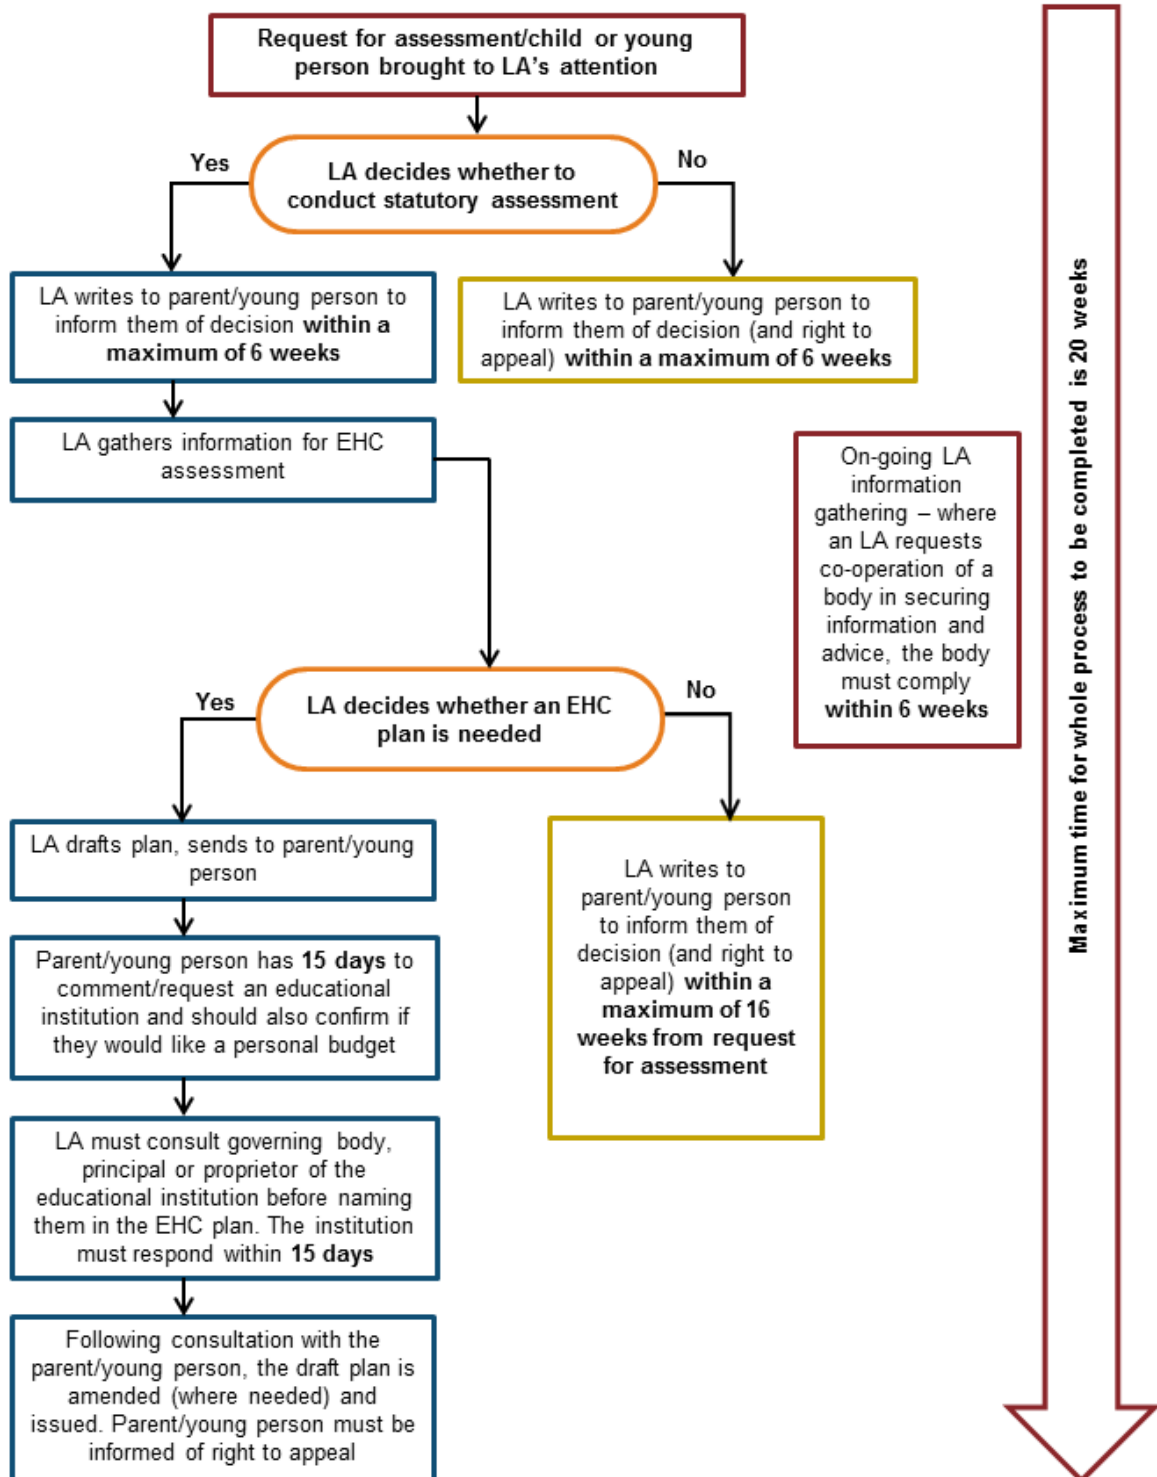 Request for assessment/child or young
person brought to LA's attention
Yes
No
LA decides whether to
conduct statutory assessment
LA writes to parent/young person to
inform them of decision within a
maximum of 6 weeks
LA writes to parent/young person to
inform them of decision (and right to
appeal) within a maximum of 6 weeks
LA gathers information for EHC
assessment
On-going LA
information
gathering – where
an LA requests
co-operation of a
body in securing
information and
advice, the body
must comply
within 6 weeks
Maximum time for whole process to be completed is 20 weeks
Yes
No
LA decides whether an EHC
plan is needed
LA drafts plan, sends to parent/young
person
LA writes to
parent/young person
to inform them of
decision (and right to
appeal) within a
maximum of 16
weeks from request
for assessment
Parent/young person has 15 days to
comment/request an educational
institution and should also confirm if
they would like a personal budget
LA must consult governing body,
principal or proprietor of the
educational institution before naming
them in the EHC plan. The institution
must respond within 15 days
Following consultation with the
parent/young person, the draft plan is
amended (where needed) and
issued. Parent/young person must be
informed of right to appeal